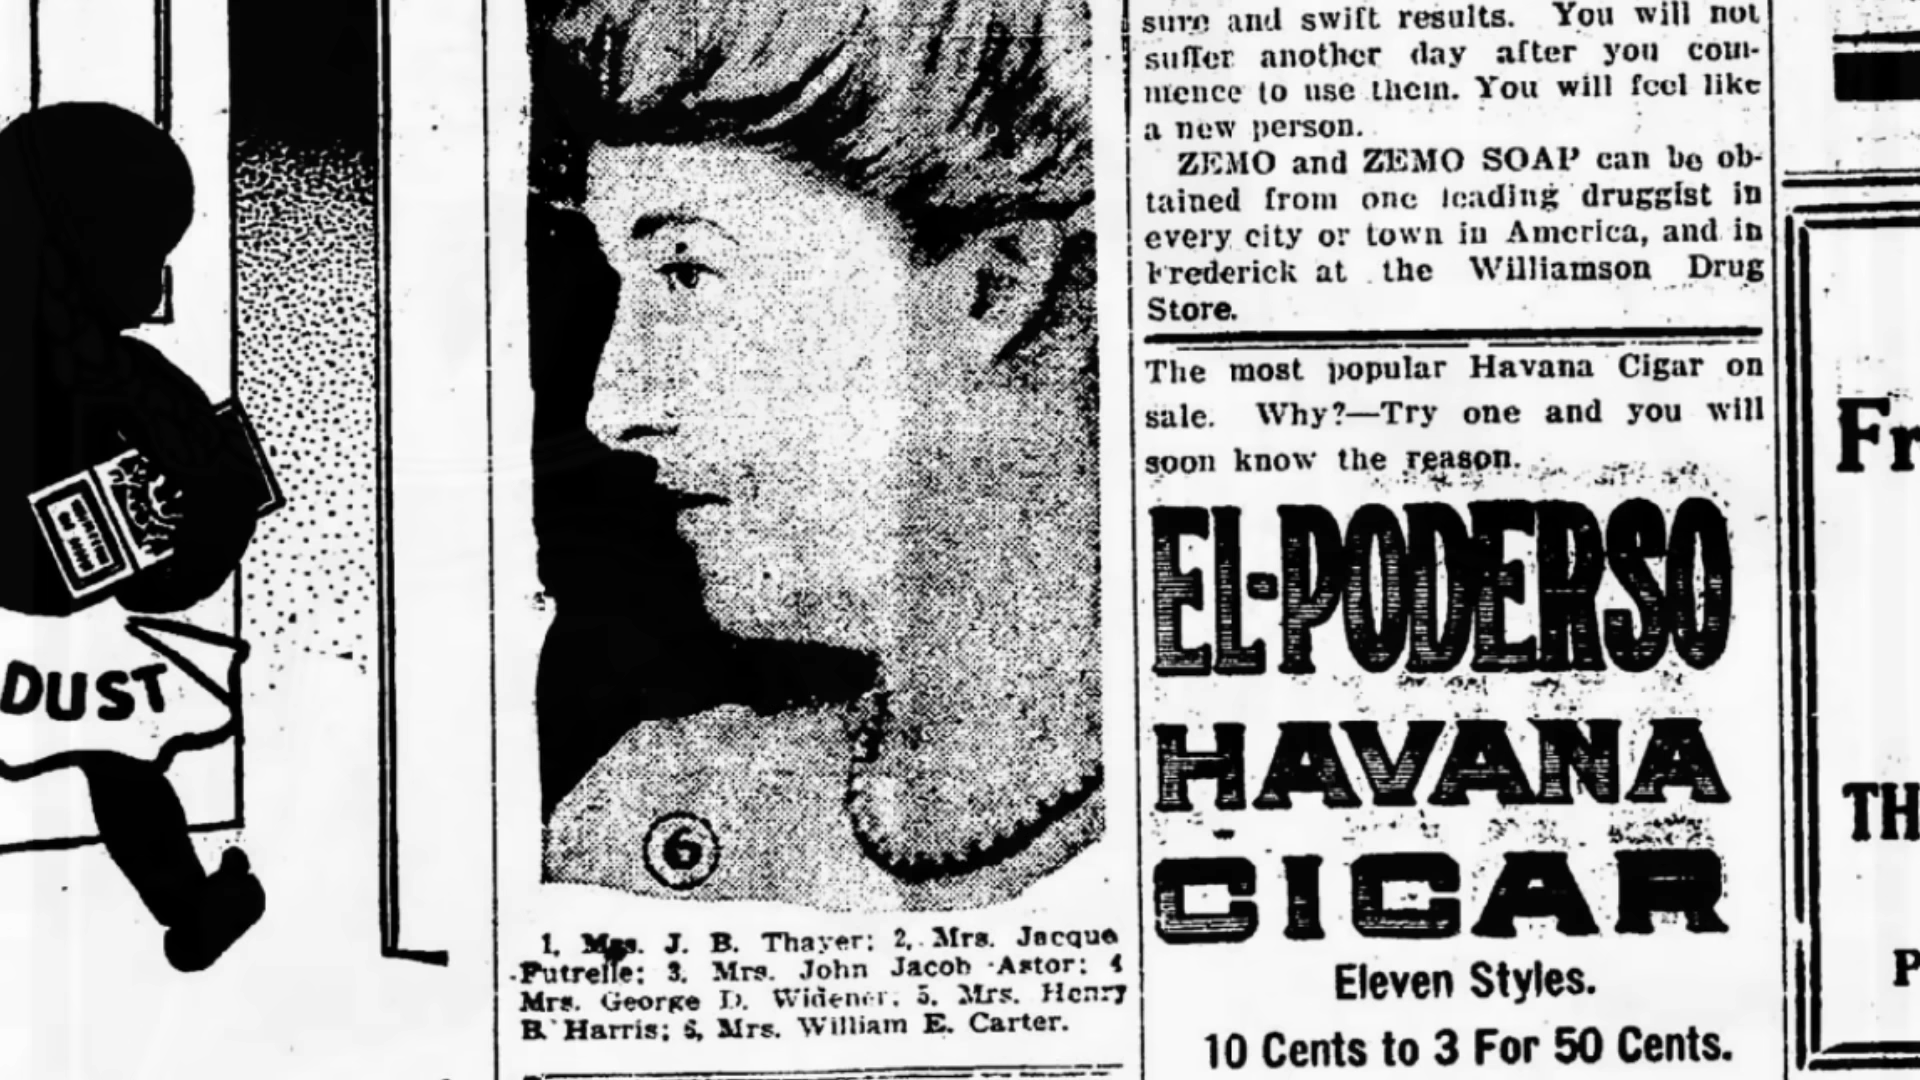 DUST
6
1, Mrs. J. B. Thayer; 2, Mrs. Jacque
Futrelle; 3. Mrs. John Jacob Astor; 4
Mrs. George D. Widener; 5, Mrs. Henry
B. Harris; 6, Mrs. William E. Carter.
sure and swift results. You will not
suffer another day after you com-
mence to use them. You will feel like
a new person.
ZEMO and ZEMO SOAP can be ob-
tained from one leading druggist in
every city or town in America, and in
Frederick at the Williamson Drug
Store.
The most popular Havana Cigar on
sale. Why?—Try one and you will
soon know the reason.
EL-PODERSO
HAVANA
CIGAR
Eleven Styles.
10 Cents to 3 For 50 Cents.
Fr
TH
P